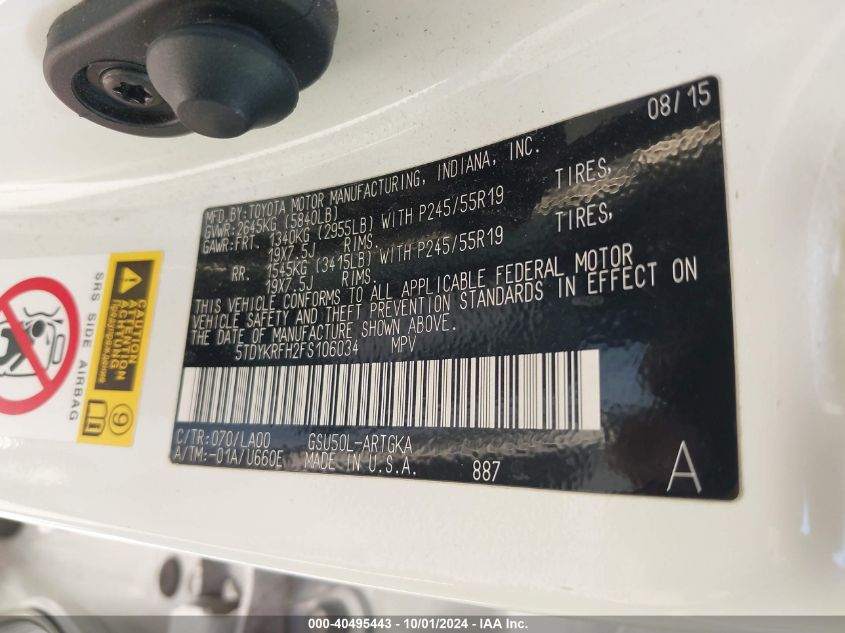 08/15
MFD.BY:TOYOTA MOTOR MANUFACTURING, INDIANA, INC.
GVWR:2645KG (5840LB)
GAWR:FRT. 1340KG (2955LB) WITH P245/55R19 TIRES,
19X7.5J RIMS.
RR. 1545KG (3415LB) WITH P245/55R19 TIRES,
19X7.5J RIMS.
THIS VEHICLE CONFORMS TO ALL APPLICABLE FEDERAL MOTOR
VEHICLE SAFETY AND THEFT PREVENTION STANDARDS IN EFFECT ON
THE DATE OF MANUFACTURE SHOWN ABOVE.
5TDYKRFH2FS106034 MPV
C/TR:070/LA00 GSU50L-ARTGKA
A/TM:-01A/U660E MADE IN U.S.A. 887
A
SRS SIDE AIRBAG
CAUTION
ATTENTION
ACHTUNG
9
000-40495443 - 10/01/2024 - IAA Inc.